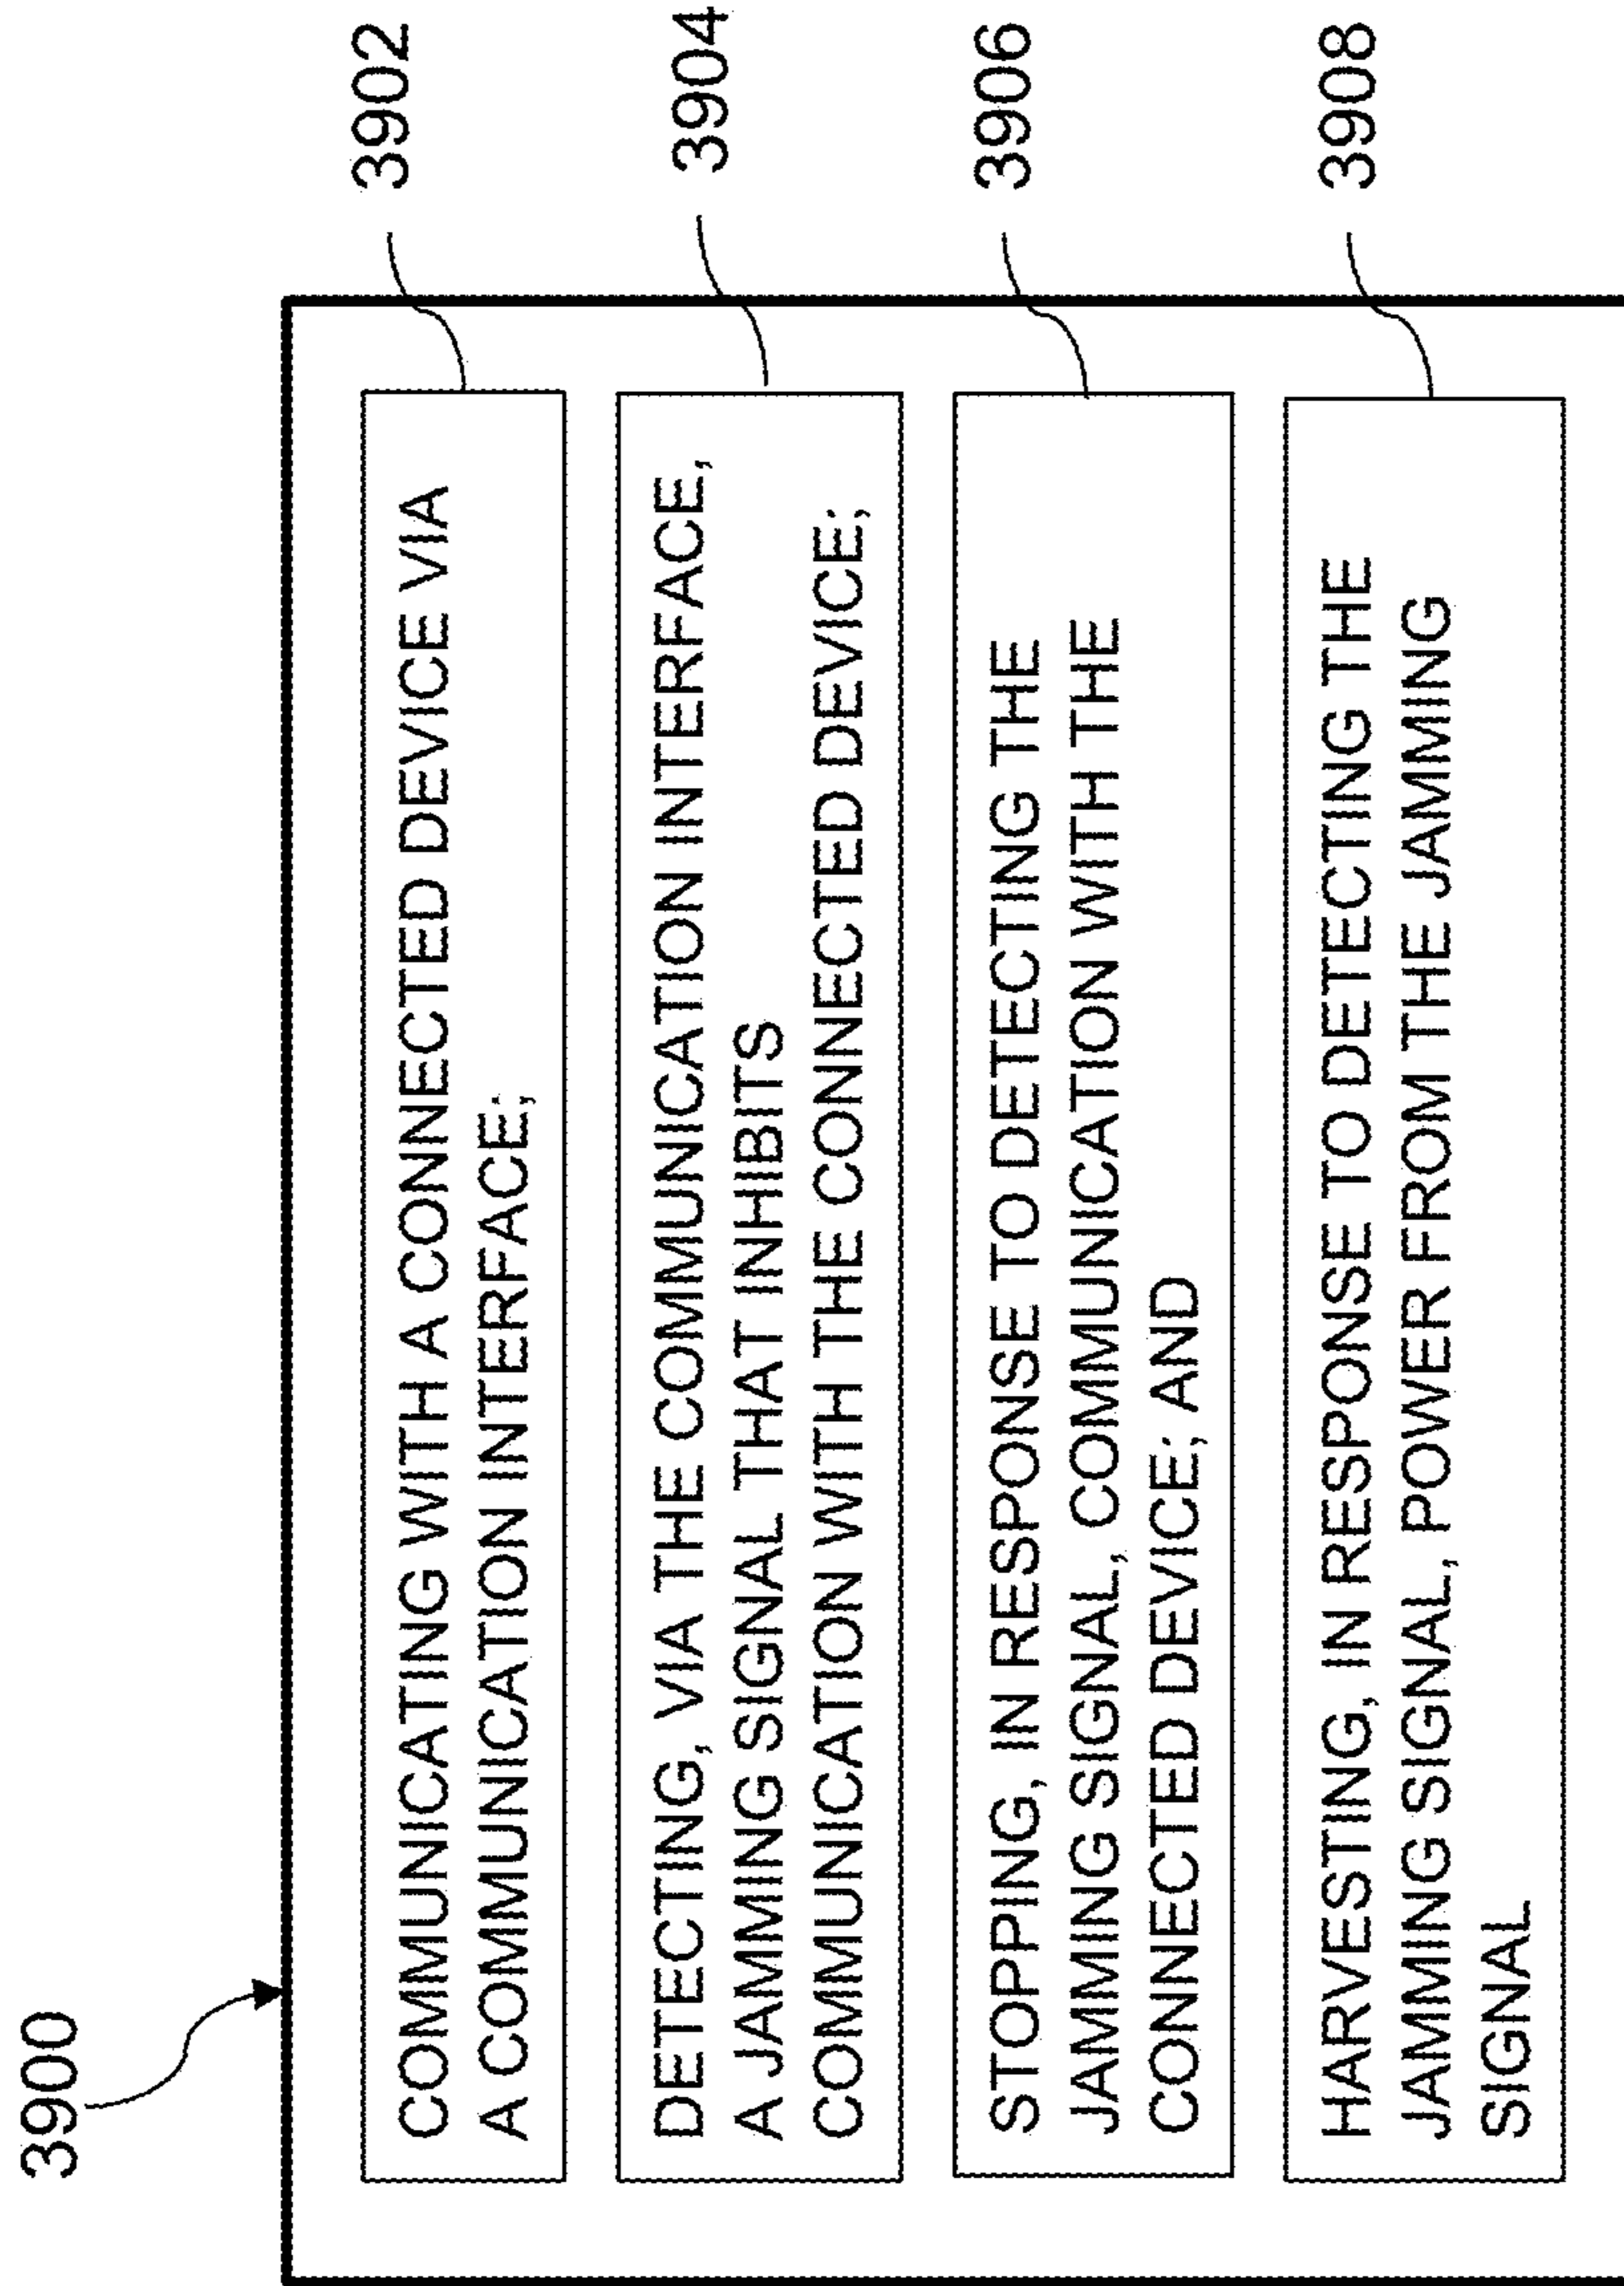 3900
COMMUNICATING WITH A CONNECTED DEVICE VIA
A COMMUNICATION INTERFACE;
3902
DETECTING, VIA THE COMMUNICATION INTERFACE,
A JAMMING SIGNAL THAT INHIBITS
COMMUNICATION WITH THE CONNECTED DEVICE;
3904
STOPPING, IN RESPONSE TO DETECTING THE
JAMMING SIGNAL, COMMUNICATION WITH THE
CONNECTED DEVICE; AND
3906
HARVESTING, IN RESPONSE TO DETECTING THE
JAMMING SIGNAL, POWER FROM THE JAMMING
SIGNAL
3908